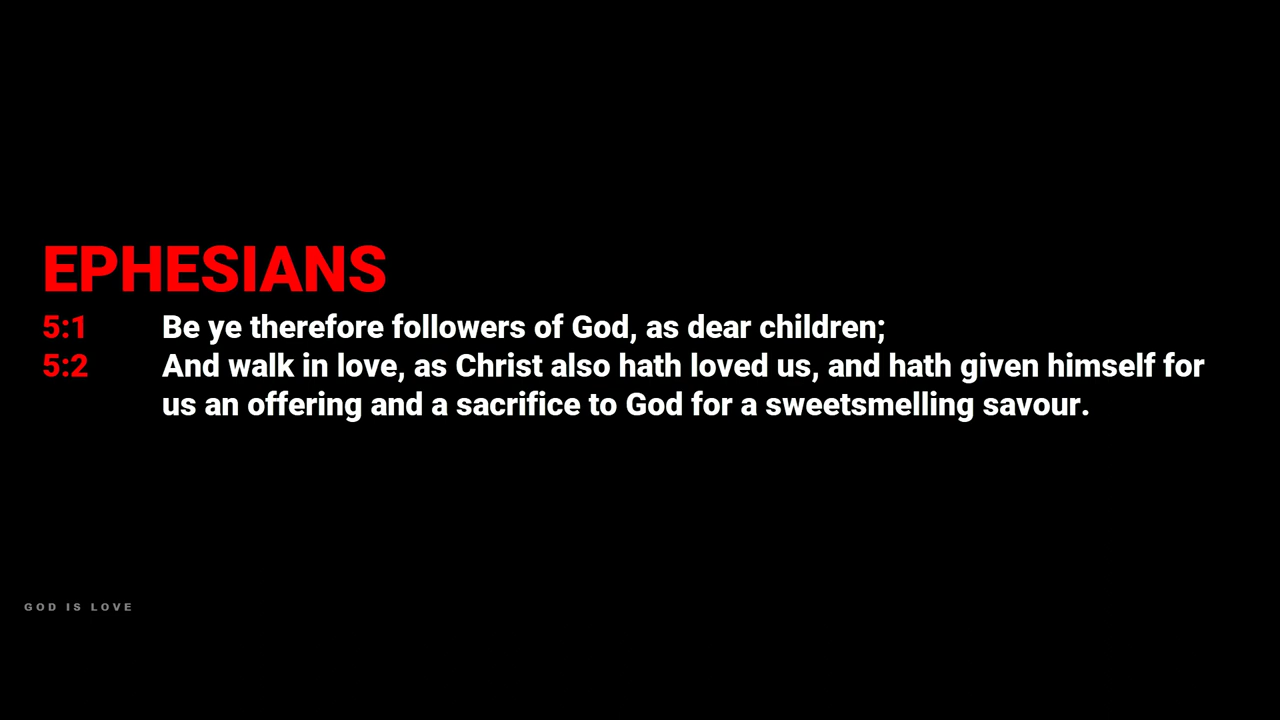 EPHESIANS
5:1 Be ye therefore followers of God, as dear children;
5:2 And walk in love, as Christ also hath loved us, and hath given himself for
us an offering and a sacrifice to God for a sweetsmelling savour.
GOD IS LOVE